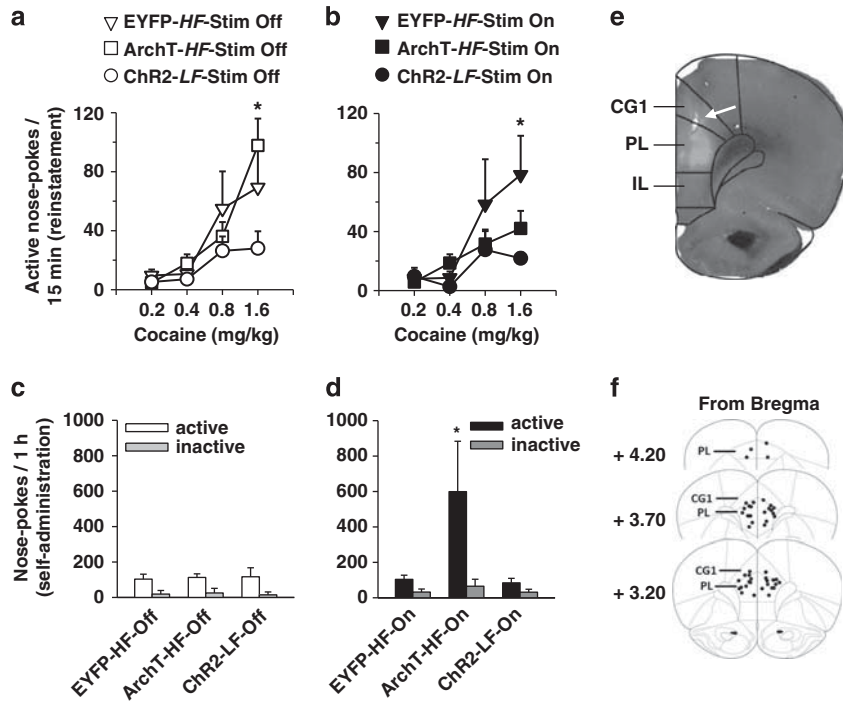 a
EYFP-HF-Stim Off
ArchT-HF-Stim Off
ChR2-LF-Stim Off
Active nose-pokes /
15 min (reinstatement)
120
80
40
0
*
0.2 0.4 0.8 1.6
Cocaine (mg/kg)
b
EYFP-HF-Stim On
ArchT-HF-Stim On
ChR2-LF-Stim On
120
80
40
0
*
0.2 0.4 0.8 1.6
Cocaine (mg/kg)
e
CG1
PL
IL
c
Nose-pokes / 1 h
(self-administration)
1000
800
600
400
200
0
active
inactive
EYFP-HF-Off
ArchT-HF-Off
ChR2-LF-Off
d
1000
800
600
400
200
0
*
active
inactive
EYFP-HF-On
ArchT-HF-On
ChR2-LF-On
f
From Bregma
+ 4.20
PL
+ 3.70
CG1
PL
+ 3.20
CG1
PL